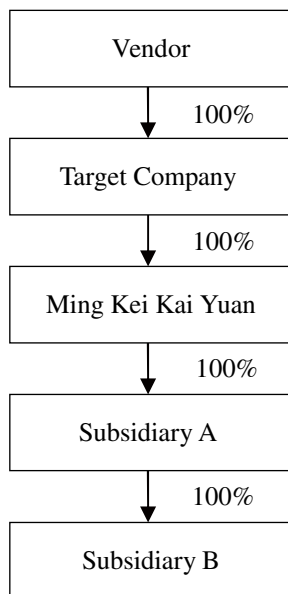 Vendor
100%
Target Company
100%
Ming Kei Kai Yuan
100%
Subsidiary A
100%
Subsidiary B